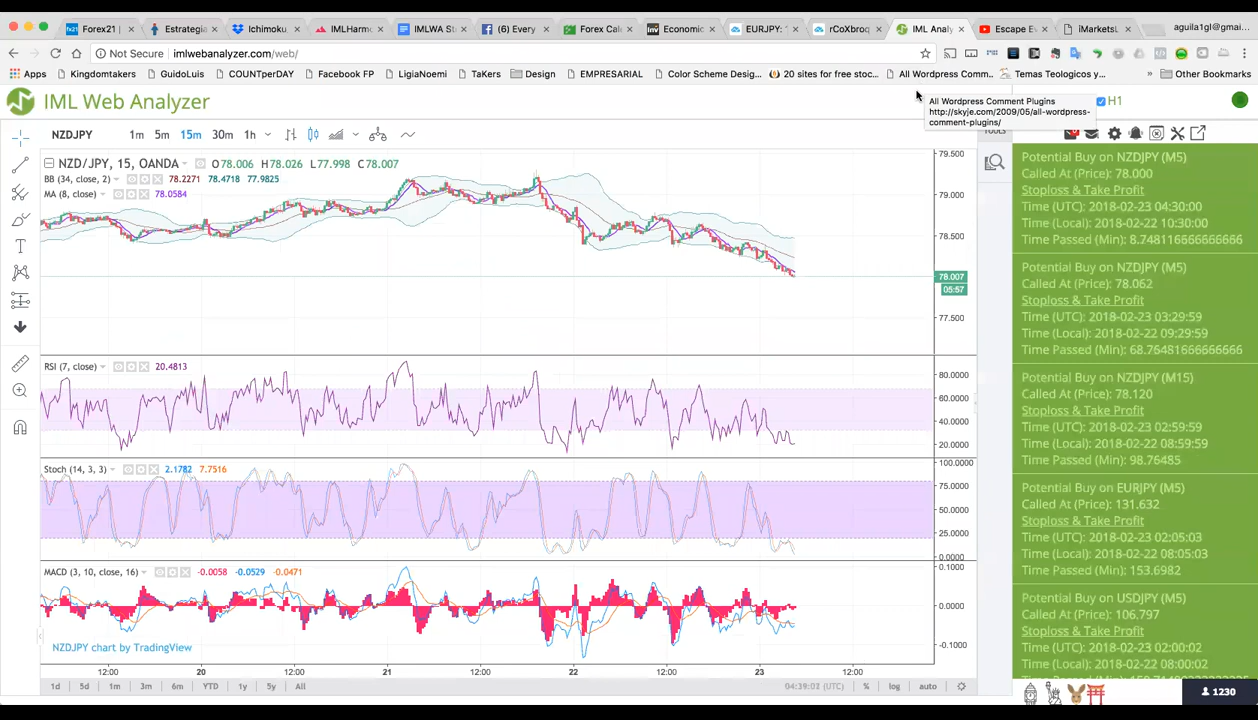 Forex21
Estrategia
Ichimoku
IMLHarmo
IMLWA St
(6) Every
Forex Calc
Economic
EURJPY:
rCoXbroq
IML Analy
Escape Ev
iMarketsL
aguila1gl@gmai...
Not Secure
imlwebanalyzer.com/web/
Apps
Kingdomtakers
GuidoLuis
COUNTperDAY
Facebook FP
LigiaNoemi
TaKers
Design
EMPRESARIAL
Color Scheme Desig...
20 sites for free stoc...
All Wordpress Comm...
Temas Teologicos y...
»
Other Bookmarks
IML Web Analyzer
All Wordpress Comment Plugins
http://skyje.com/2009/05/all-wordpress-
comment-plugins/
H1
NZDJPY
1m 5m 15m 30m 1h
TOOLS
NZD/JPY, 15, OANDA
O78.006 H78.026 L77.998 C78.007
BB (34, close, 2)
78.2271 78.4718 77.9825
MA (8, close)
78.0584
79.500
79.000
78.500
78.007
05:57
77.500
RSI (7, close)
20.4813
80.0000
60.0000
40.0000
20.0000
Stoch (14, 3, 3)
2.1782 7.7516
100.0000
75.0000
50.0000
25.0000
0.0000
MACD (3, 10, close, 16)
-0.0058 -0.0529 -0.0471
0.1000
0.0000
-0.1000
NZDJPY chart by TradingView
12:00 20 12:00 21 12:00 22 12:00 23 12:00
1d 5d 1m 3m 6m YTD 1y 5y All
04:39:02 (UTC)
% log auto
Potential Buy on NZDJPY (M5)
Called At (Price): 78.000
Stoploss & Take Profit
Time (UTC): 2018-02-23 04:30:00
Time (Local): 2018-02-22 10:30:00
Time Passed (Min): 8.748116666666666
Potential Buy on NZDJPY (M5)
Called At (Price): 78.062
Stoploss & Take Profit
Time (UTC): 2018-02-23 03:29:59
Time (Local): 2018-02-22 09:29:59
Time Passed (Min): 68.76481666666666
Potential Buy on NZDJPY (M15)
Called At (Price): 78.120
Stoploss & Take Profit
Time (UTC): 2018-02-23 02:59:59
Time (Local): 2018-02-22 08:59:59
Time Passed (Min): 98.76485
Potential Buy on EURJPY (M5)
Called At (Price): 131.632
Stoploss & Take Profit
Time (UTC): 2018-02-23 02:05:03
Time (Local): 2018-02-22 08:05:03
Time Passed (Min): 153.6982
Potential Buy on USDJPY (M5)
Called At (Price): 106.797
Stoploss & Take Profit
Time (UTC): 2018-02-23 02:00:02
Time (Local): 2018-02-22 08:00:02
1230